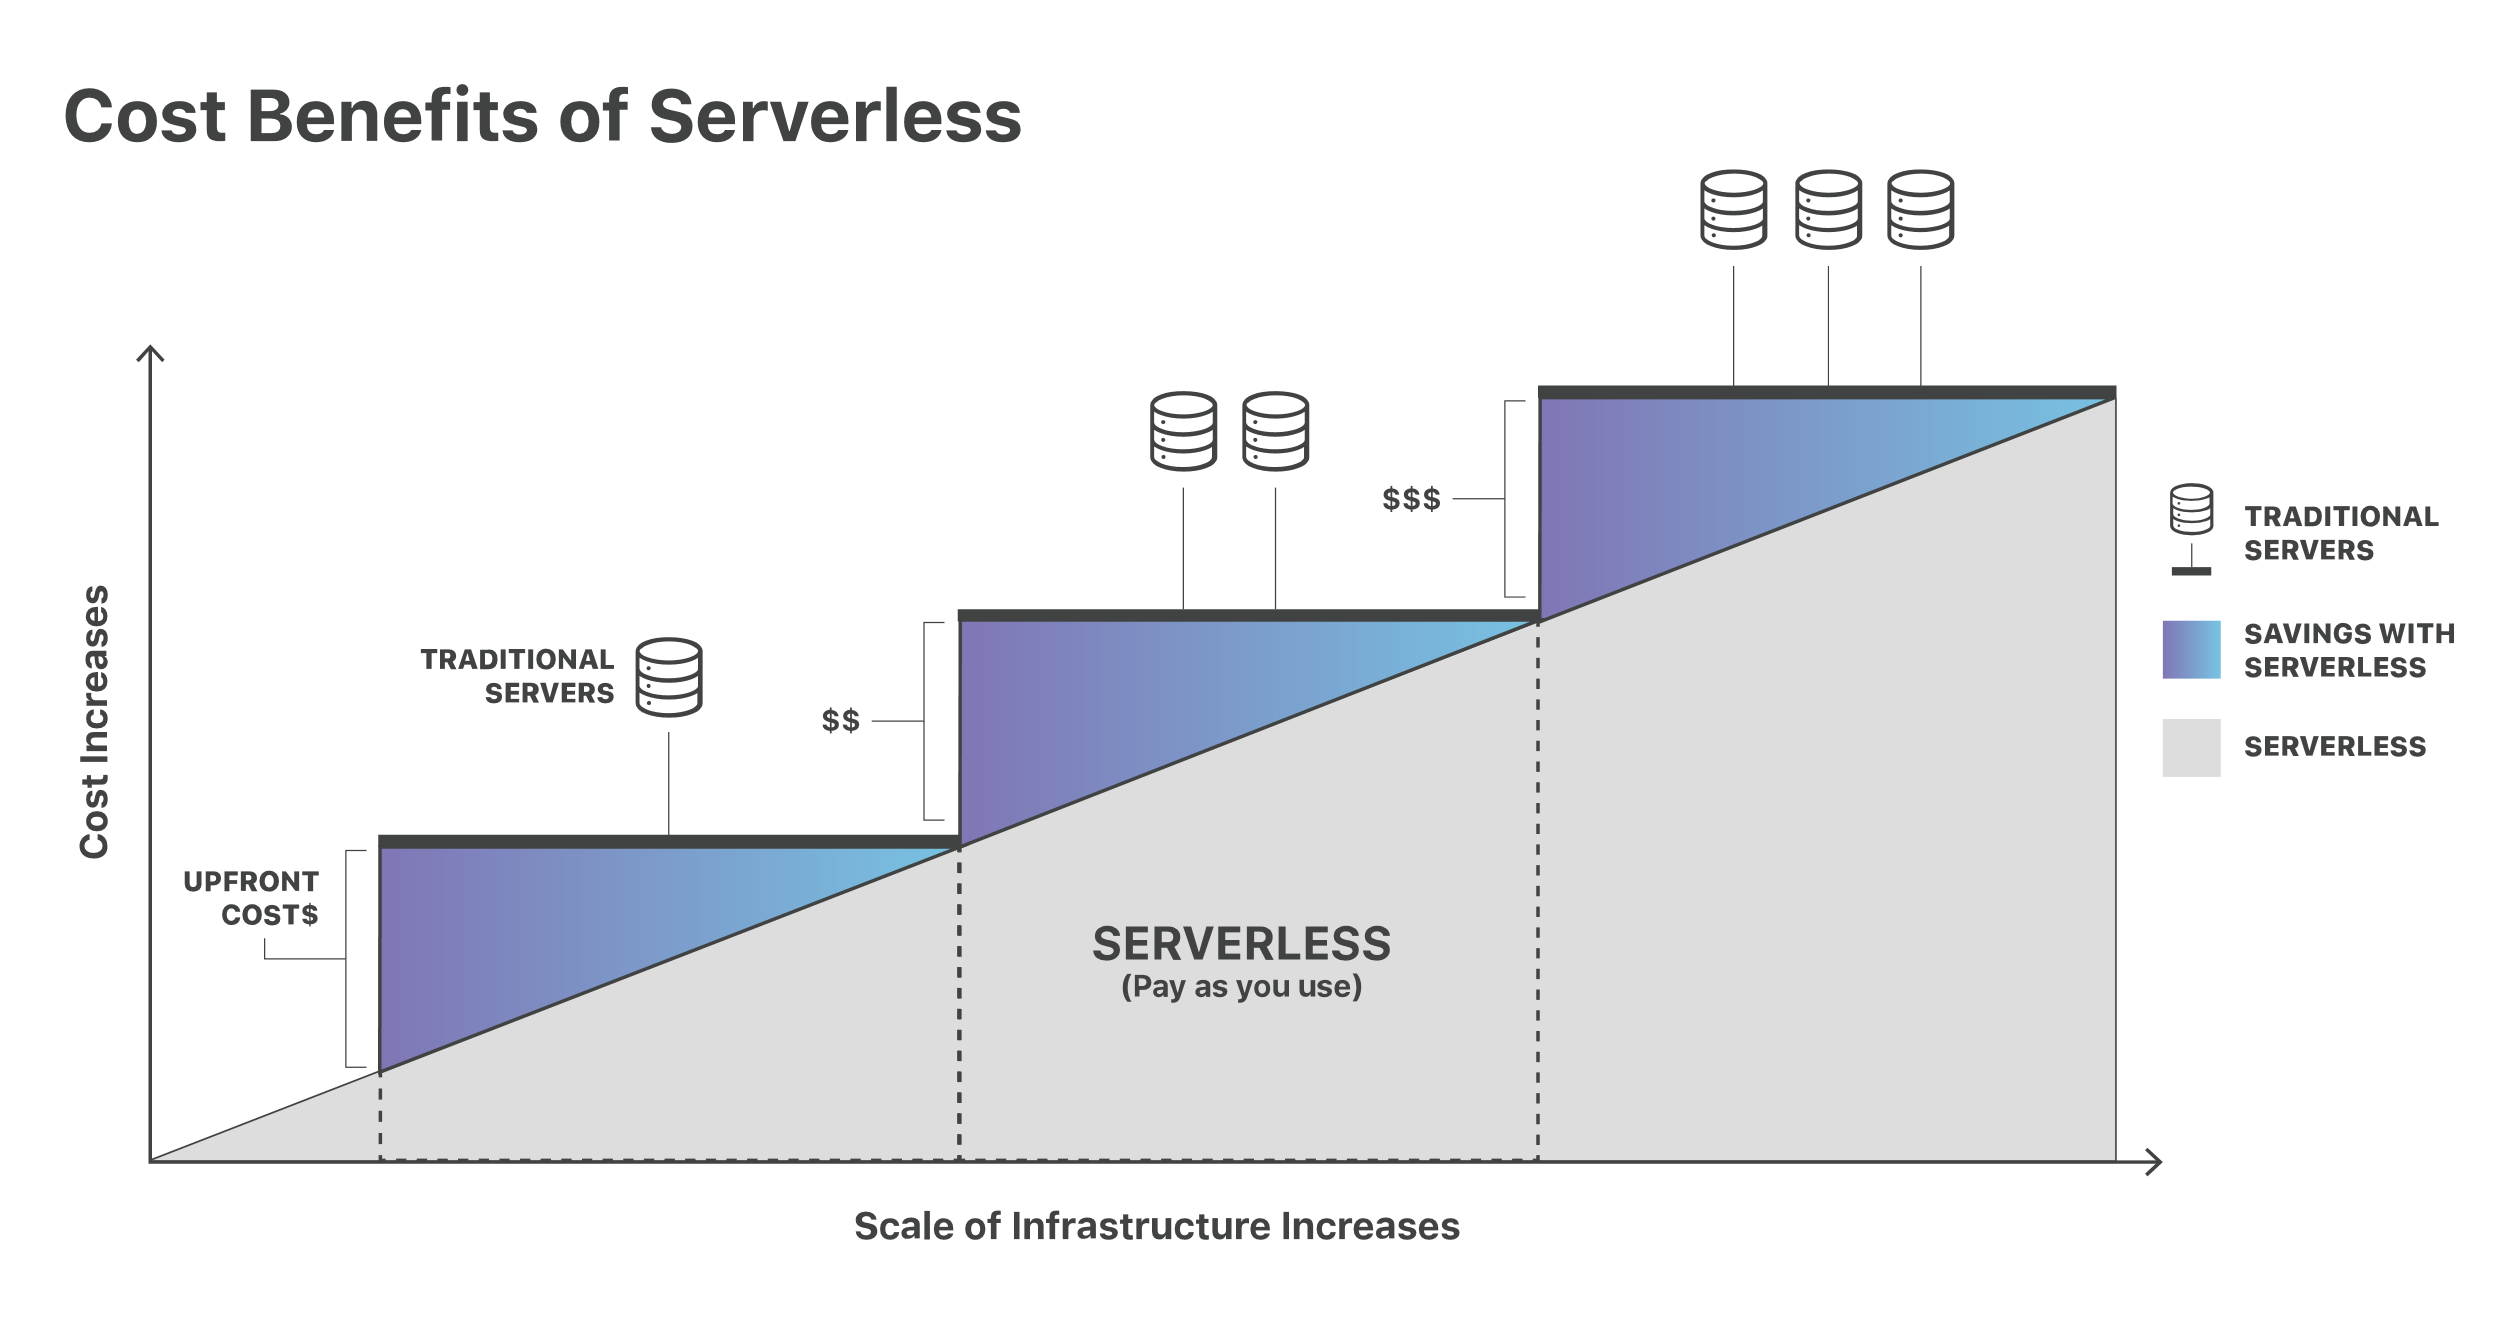 Cost Benefits of Serverless
$$$
TRADITIONAL
SERVERS
TRADITIONAL
SERVERS
SAVINGS WITH
SERVERLESS
SERVERLESS
$$
UPFRONT
COST$
Cost Increases
SERVERLESS
(Pay as you use)
Scale of Infrastructure Increases